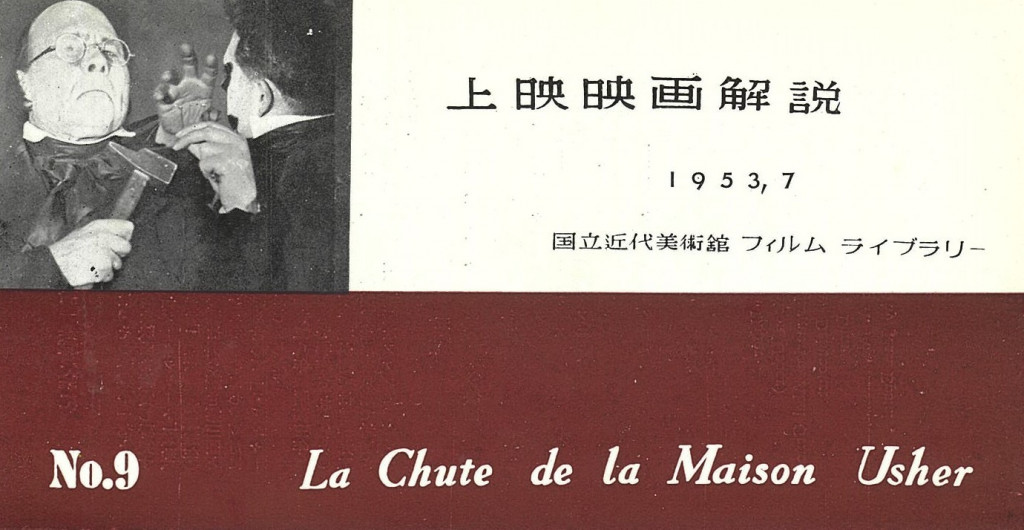 上映映画解説
1953,7
国立近代美術館 フィルム ライブラリー
No.9
La Chute de la Maison Usher